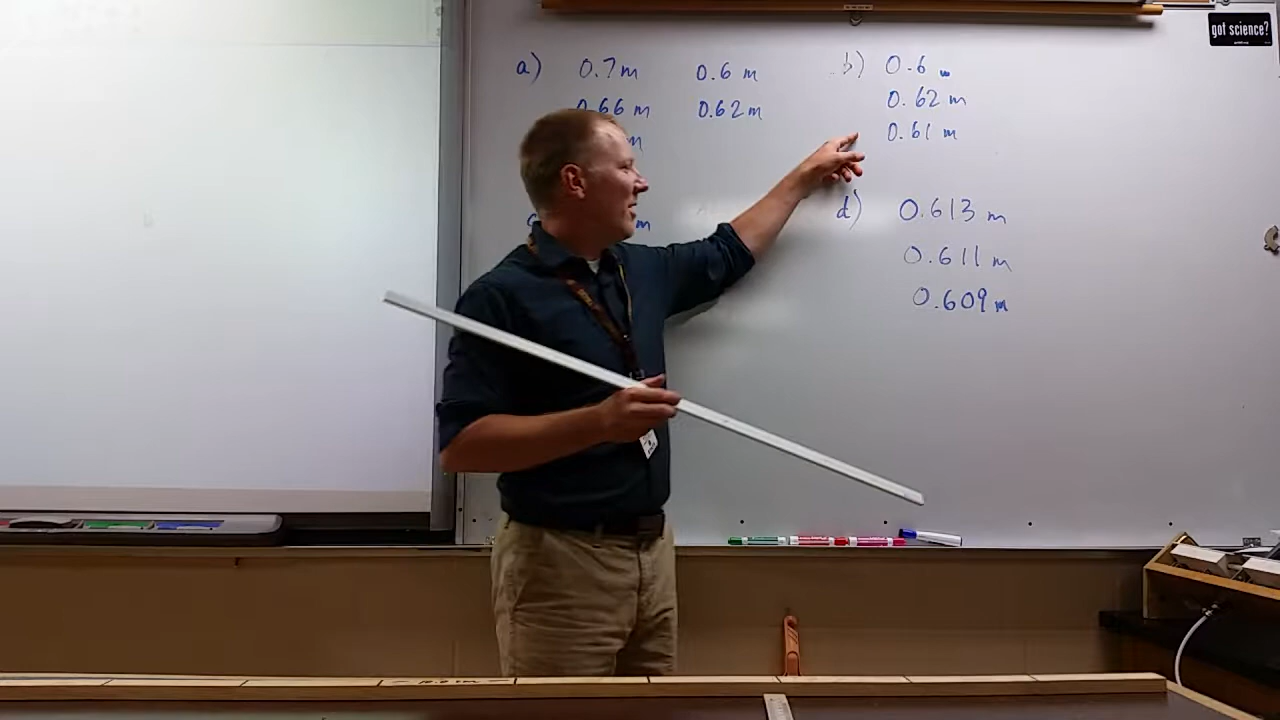 got science?
a) 0.7m 0.6 m
0.66 m 0.62m
m
m
b) 0.6 m
0.62 m
0.61 m
d) 0.613 m
0.611 m
0.609 m